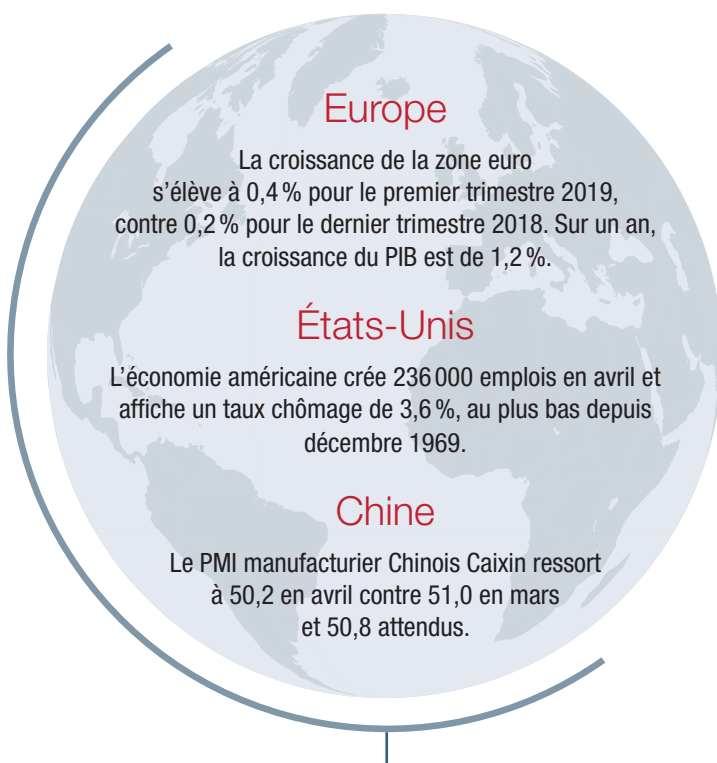 Europe
La croissance de la zone euro
s’élève à 0,4 % pour le premier trimestre 2019,
contre 0,2 % pour le dernier trimestre 2018. Sur un an,
la croissance du PIB est de 1,2 %.
États-Unis
L’économie américaine crée 236 000 emplois en avril et
affiche un taux chômage de 3,6 %, au plus bas depuis
décembre 1969.
Chine
Le PMI manufacturier Chinois Caixin ressort
à 50,2 en avril contre 51,0 en mars
et 50,8 attendus.